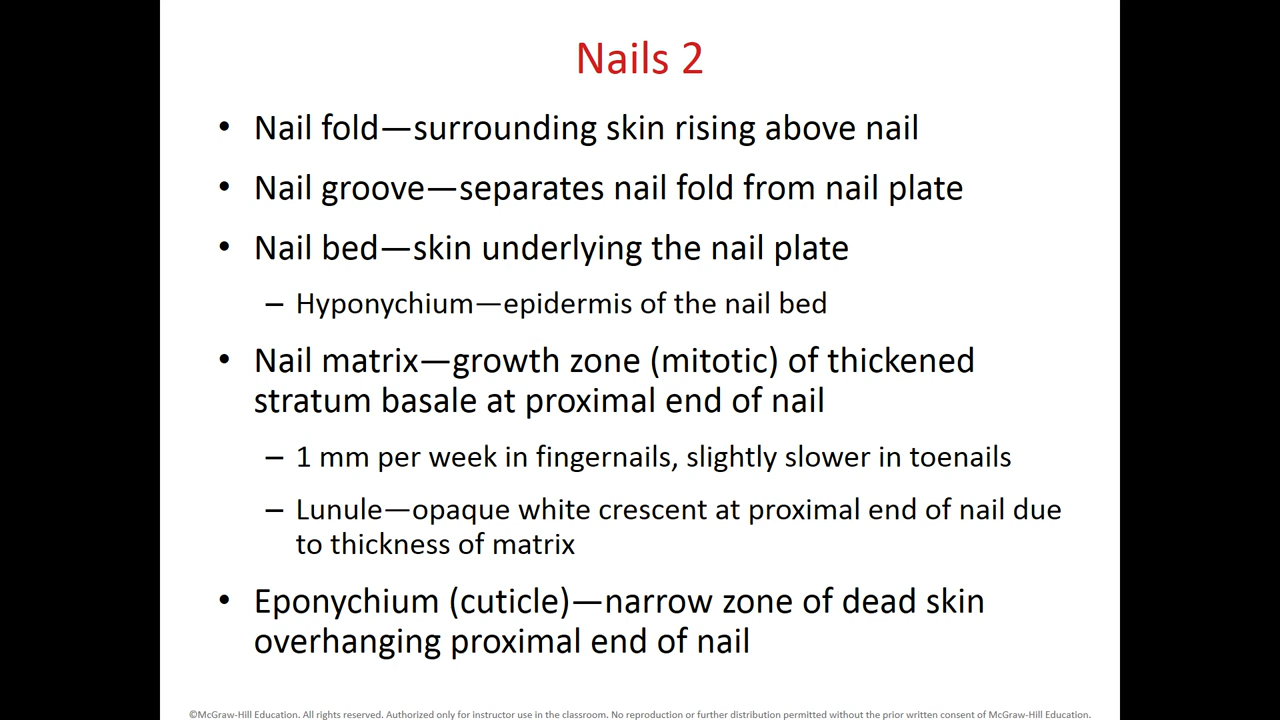 Nails 2
• Nail fold—surrounding skin rising above nail
• Nail groove—separates nail fold from nail plate
• Nail bed—skin underlying the nail plate
– Hyponychium—epidermis of the nail bed
• Nail matrix—growth zone (mitotic) of thickened
stratum basale at proximal end of nail
– 1 mm per week in fingernails, slightly slower in toenails
– Lunule—opaque white crescent at proximal end of nail due
to thickness of matrix
• Eponychium (cuticle)—narrow zone of dead skin
overhanging proximal end of nail
©McGraw-Hill Education. All rights reserved. Authorized only for instructor use in the classroom. No reproduction or further distribution permitted without the prior written consent of McGraw-Hill Education.